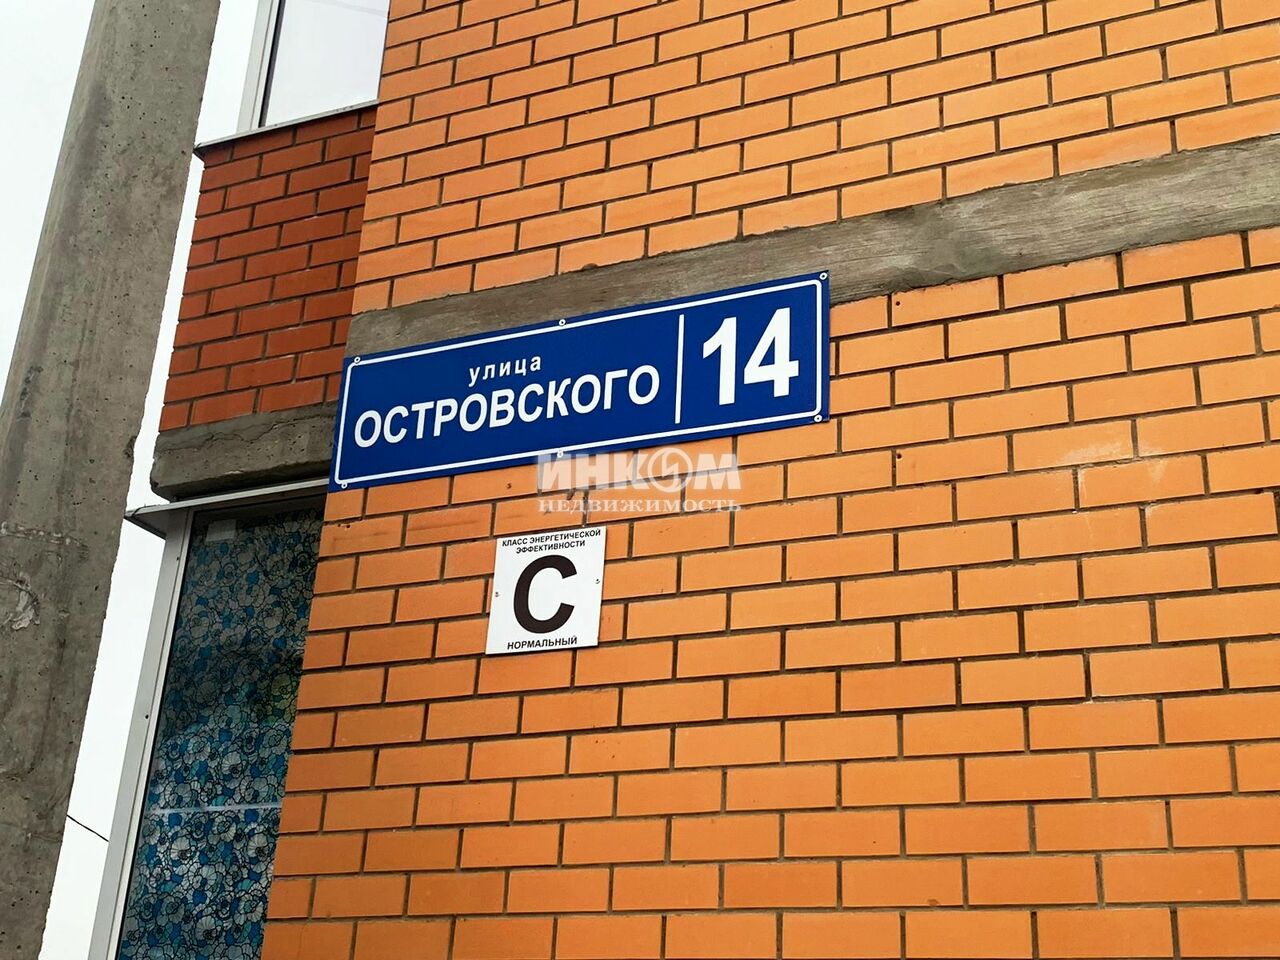 улица
ОСТРОВСКОГО
14
ИНКОМ
НЕДВИЖИМОСТЬ
КЛАСС ЭНЕРГЕТИЧЕСКОЙ
ЭФФЕКТИВНОСТИ
С
НОРМАЛЬНЫЙ